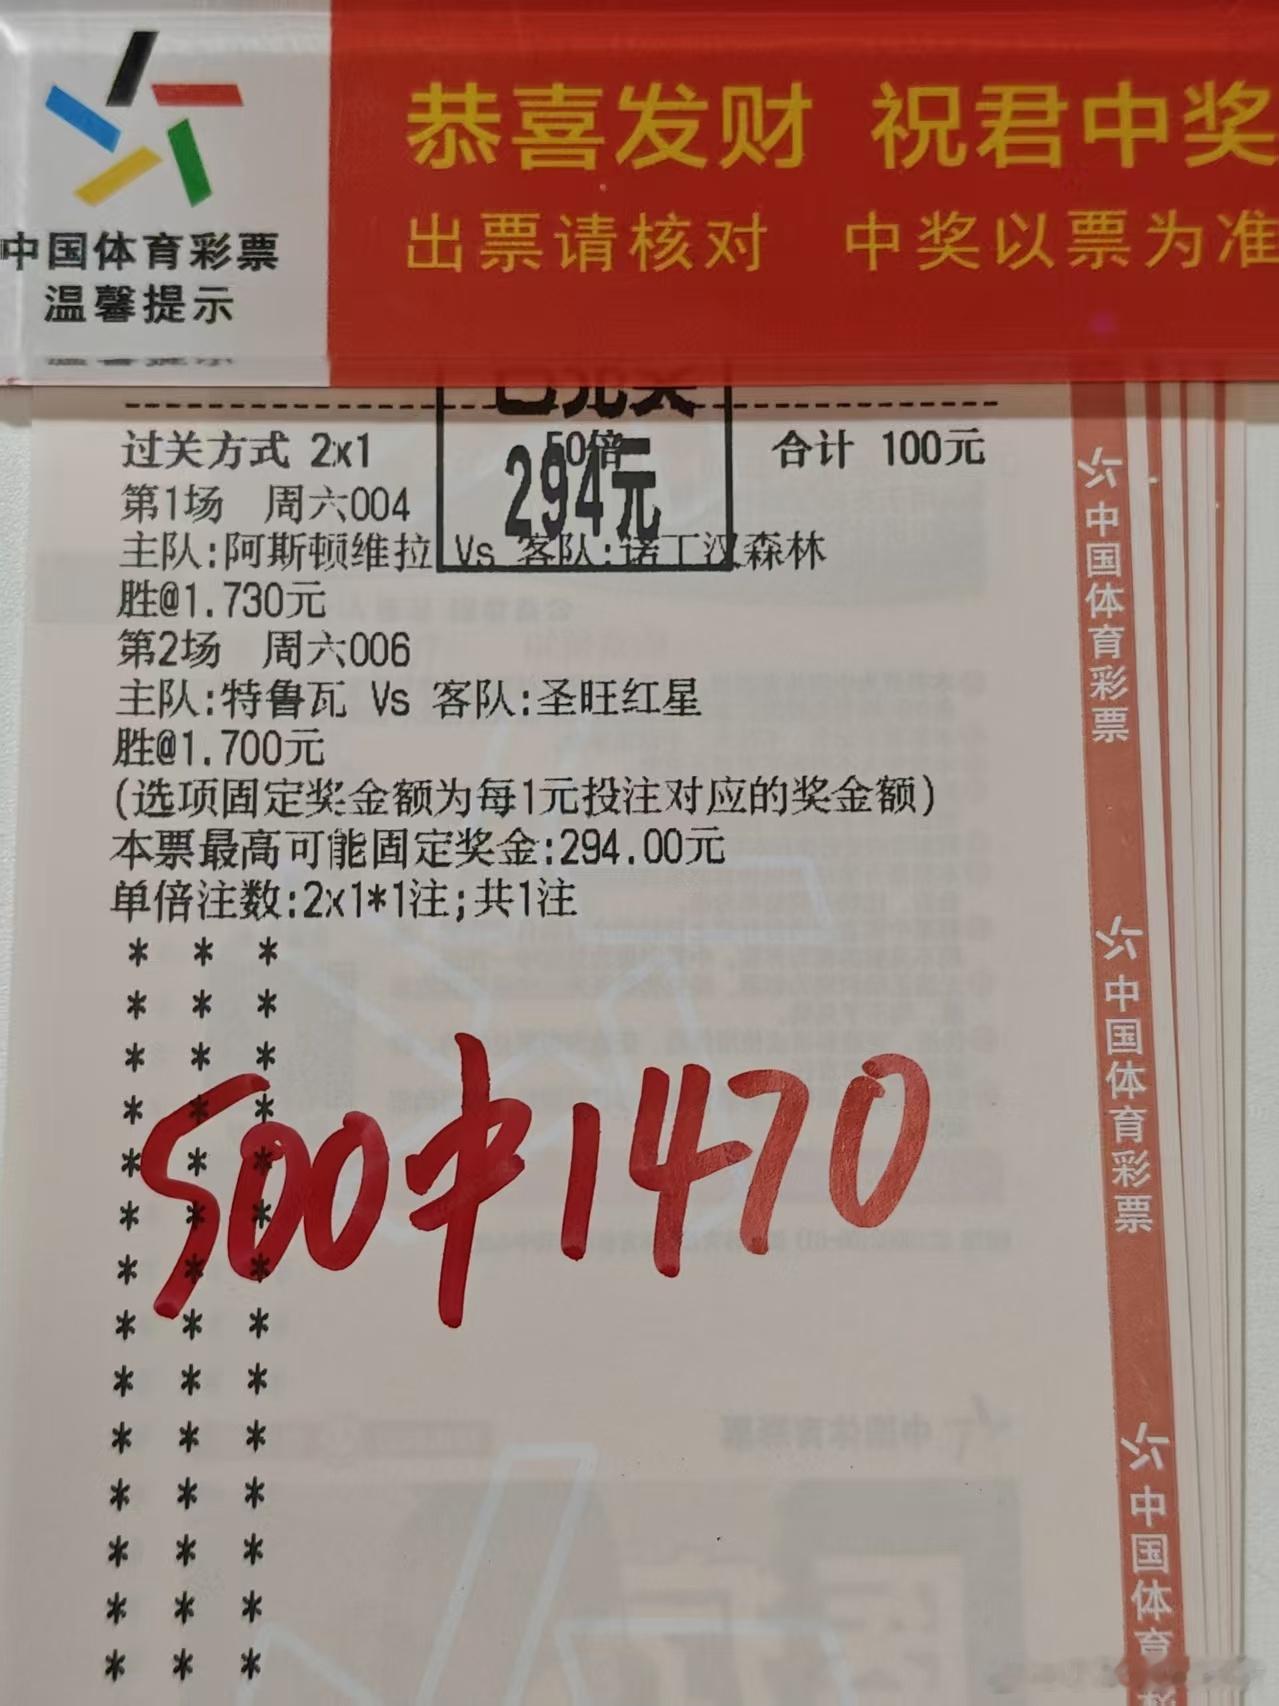 恭喜发财 祝君中奖
出票请核对 中奖以票为准
中国体育彩票
温馨提示
已兑奖
294元
过关方式 2x1 50倍 合计 100元
第1场 周六004
主队:阿斯顿维拉 Vs 客队:诺丁汉森林
胜@1.730元
第2场 周六006
主队:特鲁瓦 Vs 客队:圣旺红星
胜@1.700元
(选项固定奖金额为每1元投注对应的奖金额)
本票最高可能固定奖金:294.00元
单倍注数:2x1*1注;共1注
* * *
* * *
* * *
* * *
* * *
* * *
* * *
* * *
* * *
* * *
* * *
* * *
* * *
* * *
500中1470
中国体育彩票
中国体育彩票
中国体育